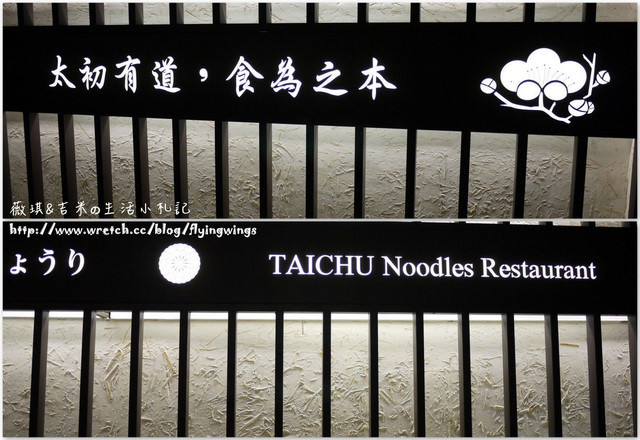 太初有道，食為之本
薇琪&吉米の生活小札記
http://www.wretch.cc/blog/flyingwings
ょうり
TAICHU Noodles Restaurant